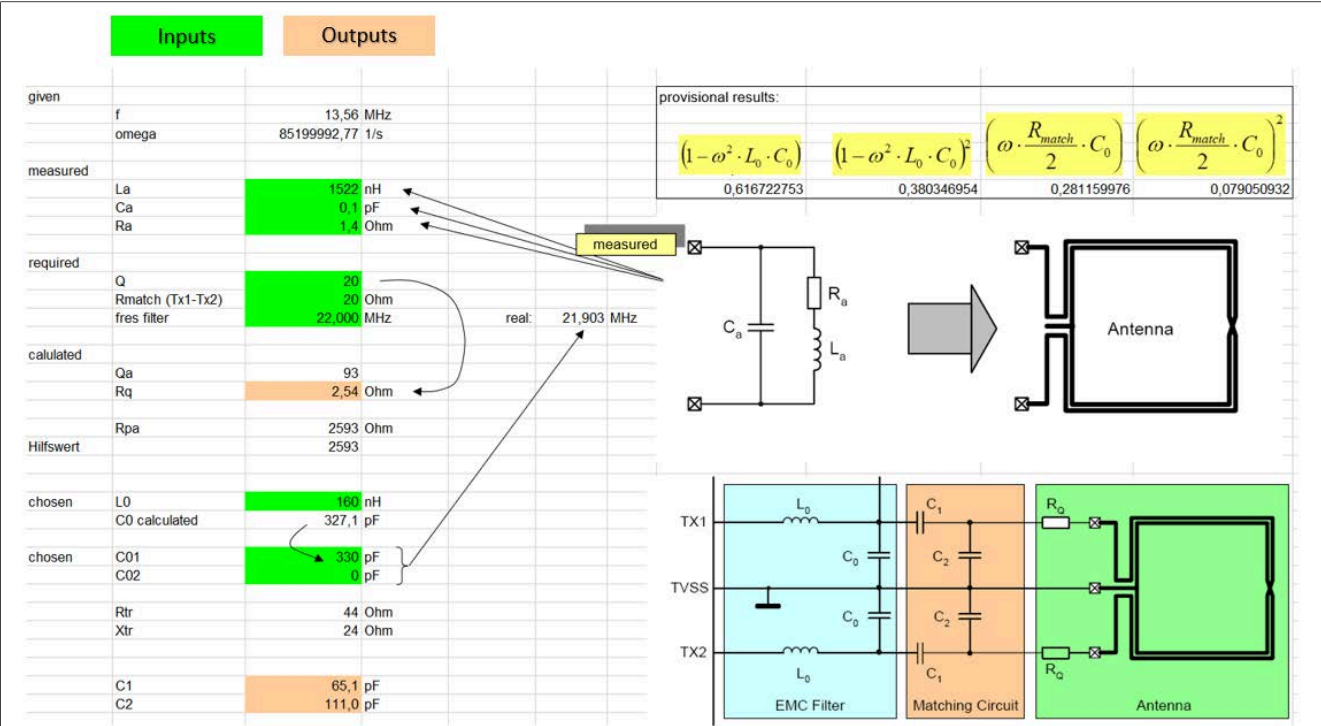 Inputs
Outputs
given
f 13,56 MHz
omega 85199992,77 1/s
measured
La 1522 nH
Ca 0,1 pF
Ra 1,4 Ohm
required
Q 20
Rmatch (Tx1-Tx2) 20 Ohm
fres filter 22,000 MHz real: 21,903 MHz
calulated
Qa 93
Rq 2,54 Ohm
Rpa 2593 Ohm
Hilfswert 2593
chosen L0 160 nH
C0 calculated 327,1 pF
chosen C01 330 pF
C02 0 pF
Rtr 44 Ohm
Xtr 24 Ohm
C1 65,1 pF
C2 111,0 pF
provisional results:
(1 − ω² · L₀ · C₀) (1 − ω² · L₀ · C₀)² (ω · R_match/2 · C₀) (ω · R_match/2 · C₀)²
0,616722753 0,380346954 0,281159976 0,079050932
measured
Ca
Ra
La
Antenna
TX1
L0
C1
RQ
C0
C2
TVSS
C0
C2
TX2
L0
C1
RQ
EMC Filter
Matching Circuit
Antenna